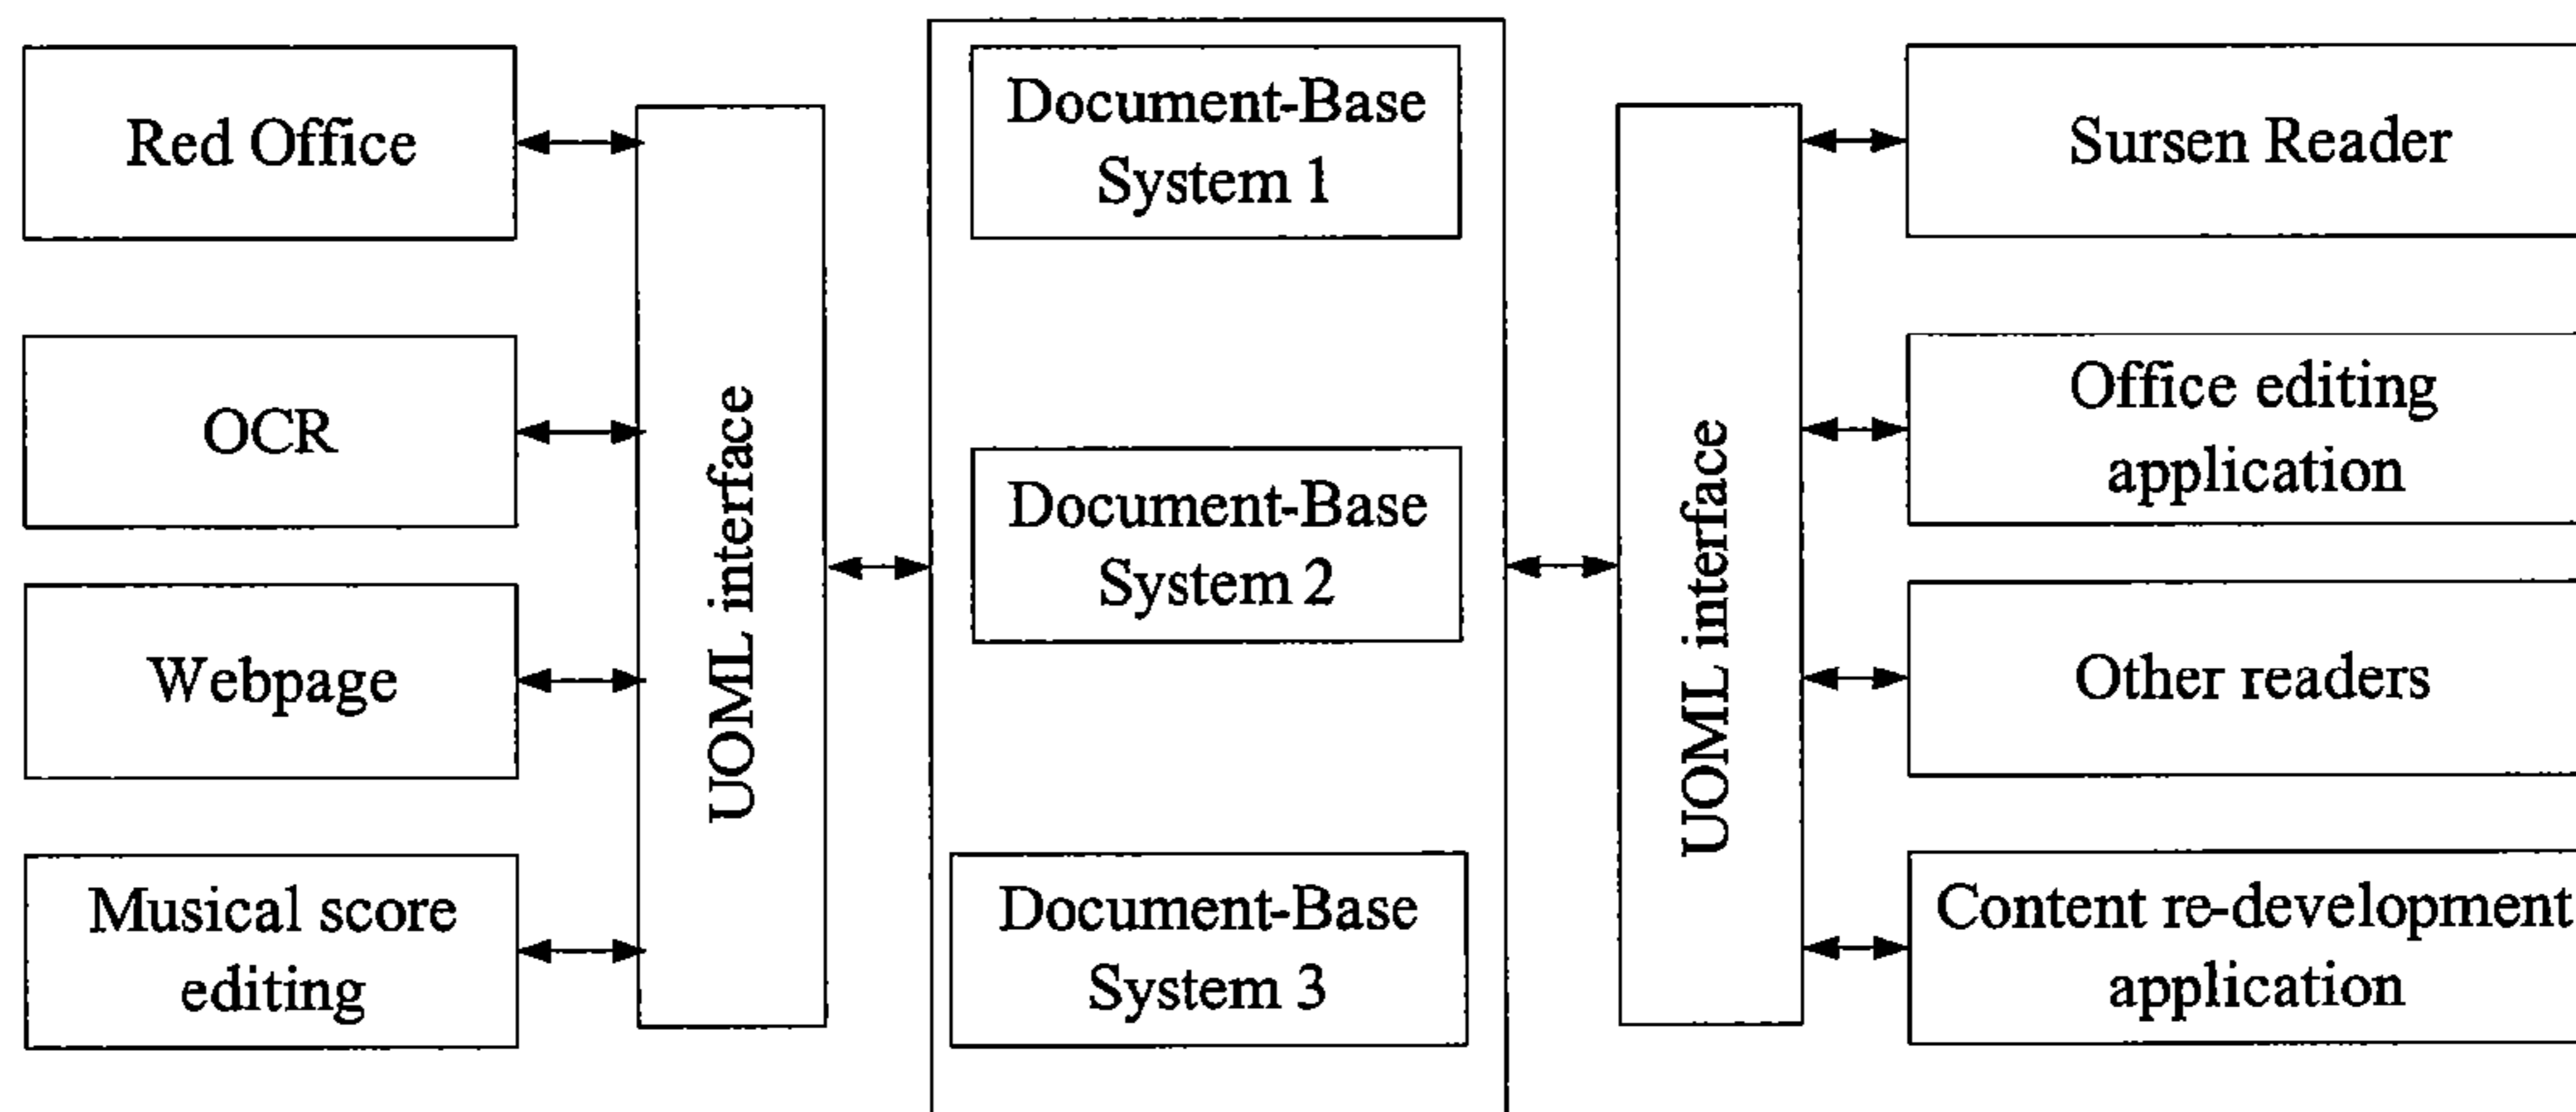 Red Office
OCR
Webpage
Musical score
editing
UOML interface
Document-Base
System 1
Document-Base
System 2
Document-Base
System 3
UOML interface
Sursen Reader
Office editing
application
Other readers
Content re-development
application